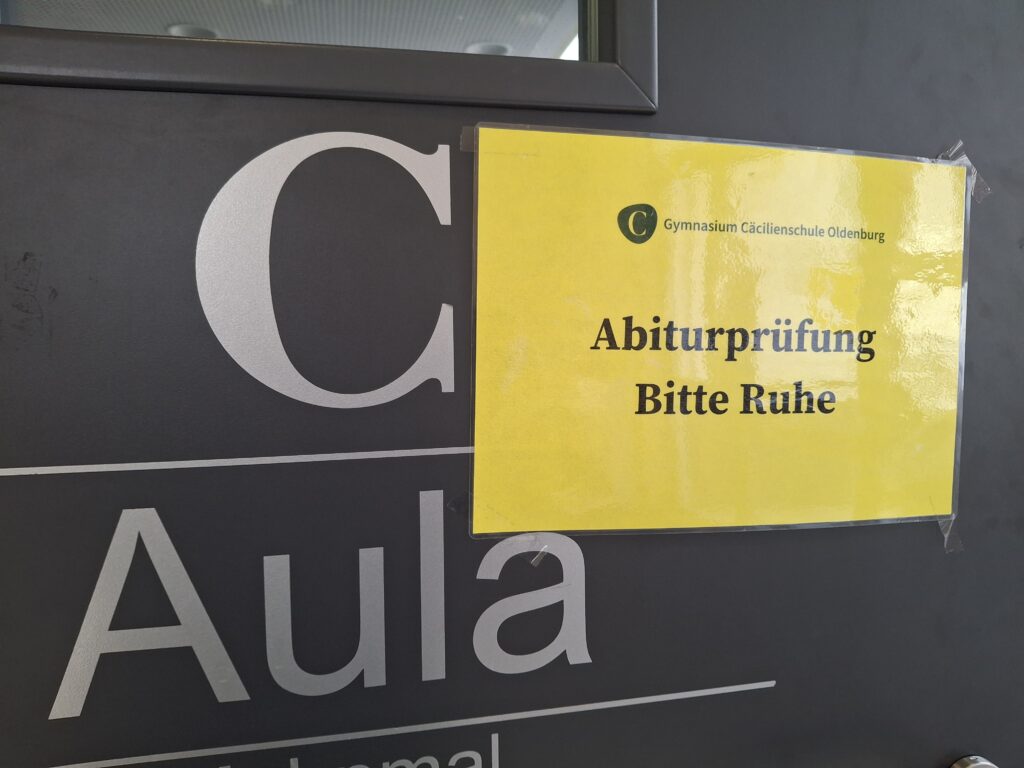 C
Gymnasium Cäcilienschule Oldenburg
Abiturprüfung
Bitte Ruhe
C
Aula